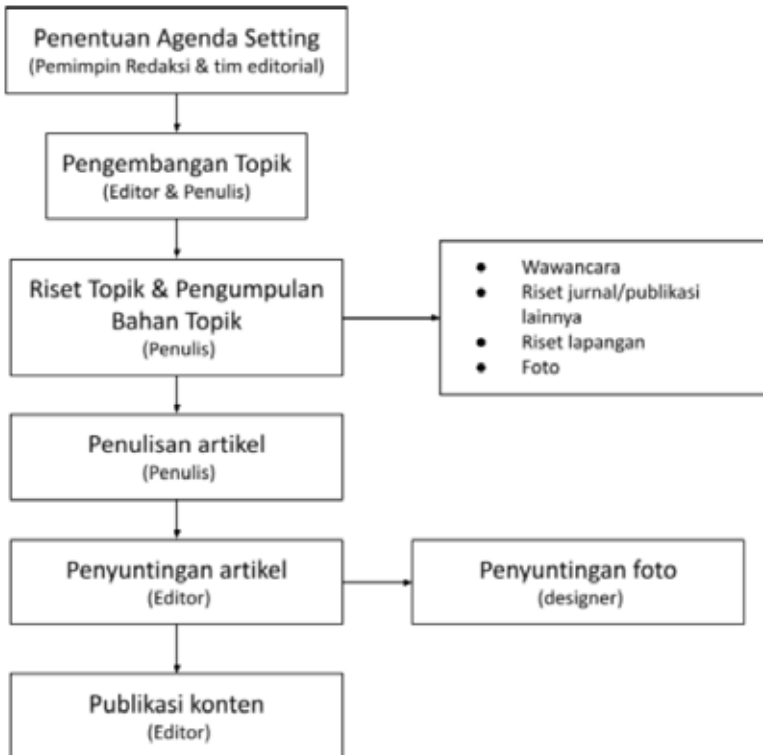 Penentuan Agenda Setting
(Pemimpin Redaksi & tim editorial)
Pengembangan Topik
(Editor & Penulis)
Riset Topik & Pengumpulan
Bahan Topik
(Penulis)
● Wawancara
● Riset jurnal/publikasi
lainnya
● Riset lapangan
● Foto
Penulisan artikel
(Penulis)
Penyuntingan artikel
(Editor)
Penyuntingan foto
(designer)
Publikasi konten
(Editor)